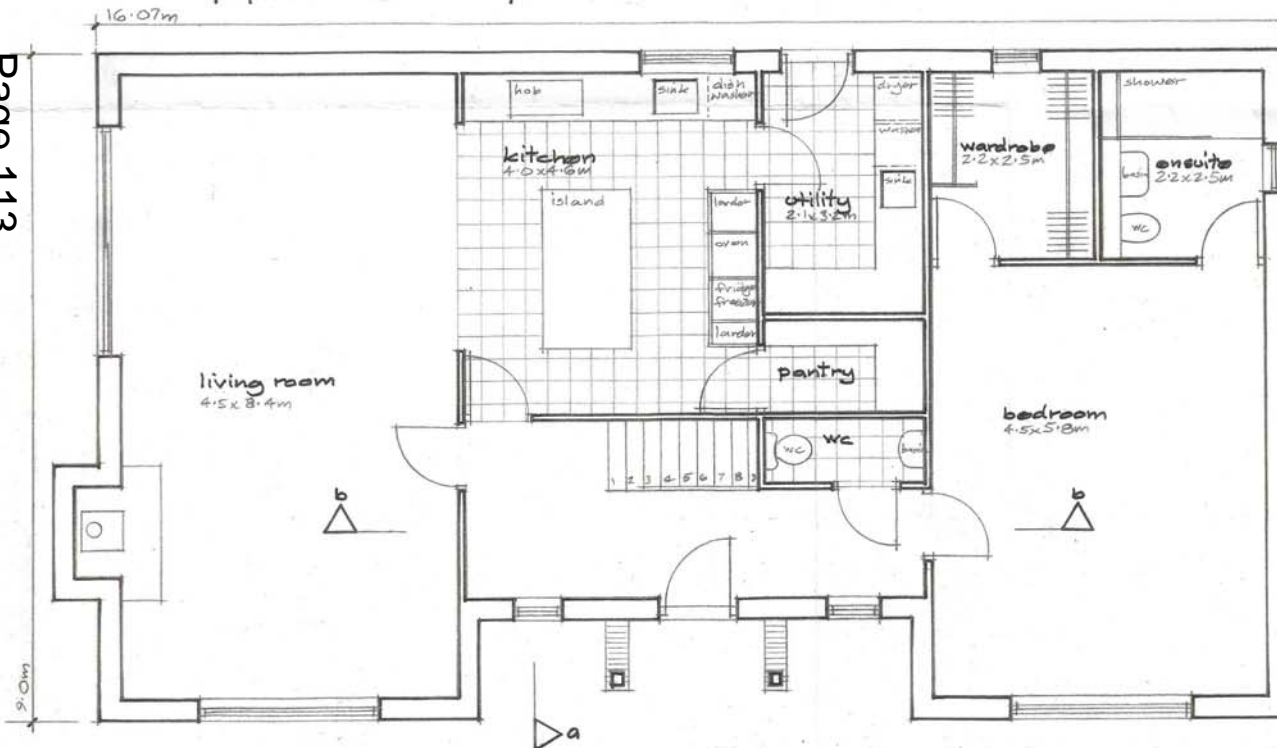 16.07m
Page 113
hob
sink
dish
washer
dryer
washer
sink
shower
kitchen
4.0x4.6m
wardrobe
2.2x2.5m
ensuite
2.2x2.5m
basin
wc
island
larder
oven
fridge
freezer
larder
utility
2.1x3.2m
living room
4.5x8.4m
pantry
bedroom
4.5x5.8m
wc
wc
basin
1 2 3 4 5 6 7 8 9
b
b
9.0m
a